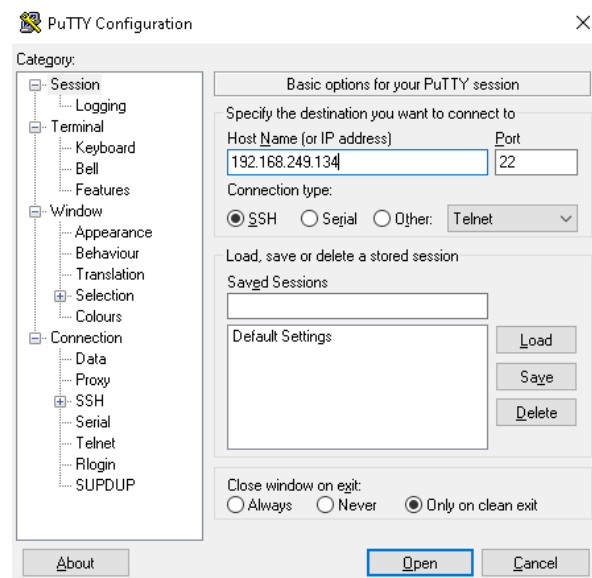 PuTTY Configuration
Category:
Session
Logging
Terminal
Keyboard
Bell
Features
Window
Appearance
Behaviour
Translation
Selection
Colours
Connection
Data
Proxy
SSH
Serial
Telnet
Rlogin
SUPDUP
Basic options for your PuTTY session
Specify the destination you want to connect to
Host Name (or IP address) Port
192.168.249.134 22
Connection type:
SSH Serial Other: Telnet
Load, save or delete a stored session
Saved Sessions
Default Settings
Load
Save
Delete
Close window on exit:
Always Never Only on clean exit
About Open Cancel